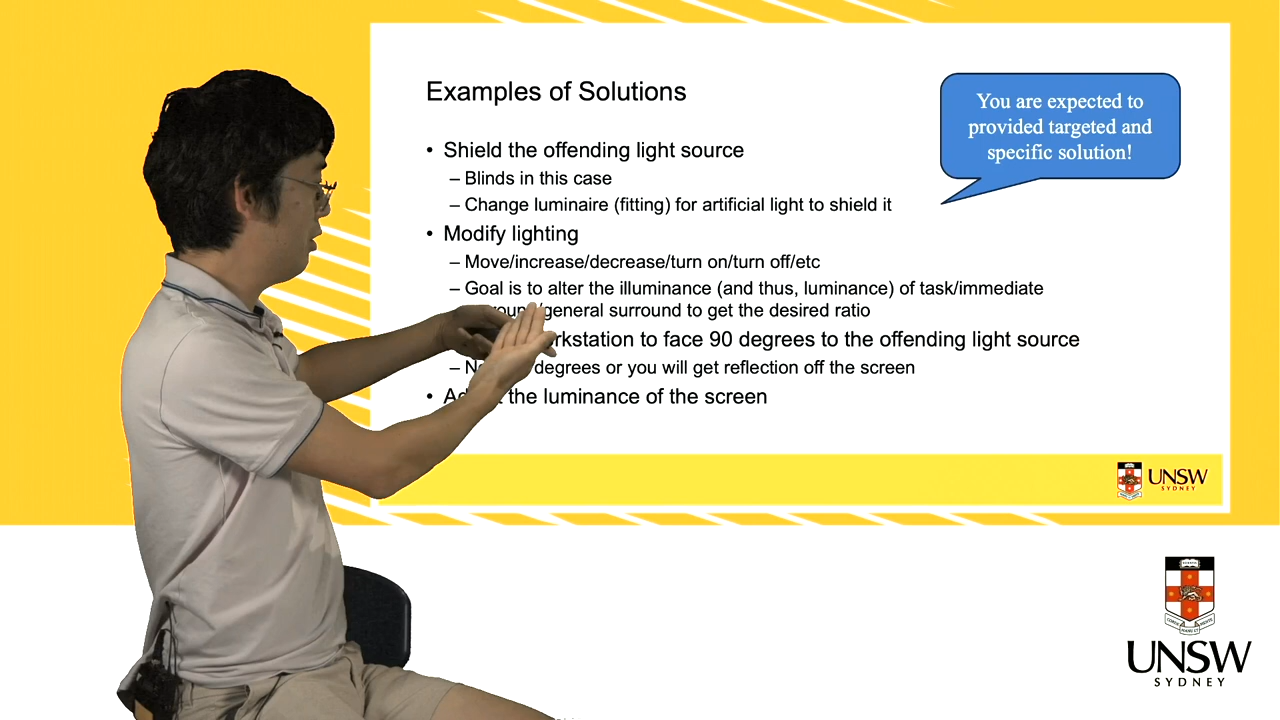 Examples of Solutions
You are expected to
provided targeted and
specific solution!
• Shield the offending light source
– Blinds in this case
– Change luminaire (fitting) for artificial light to shield it
• Modify lighting
– Move/increase/decrease/turn on/turn off/etc
– Goal is to alter the illuminance (and thus, luminance) of task/immediate
/general surround to get the desired ratio
to face 90 degrees to the offending light source
– degrees or you will get reflection off the screen
• the luminance of the screen
UNSW
SYDNEY
UNSW
SYDNEY